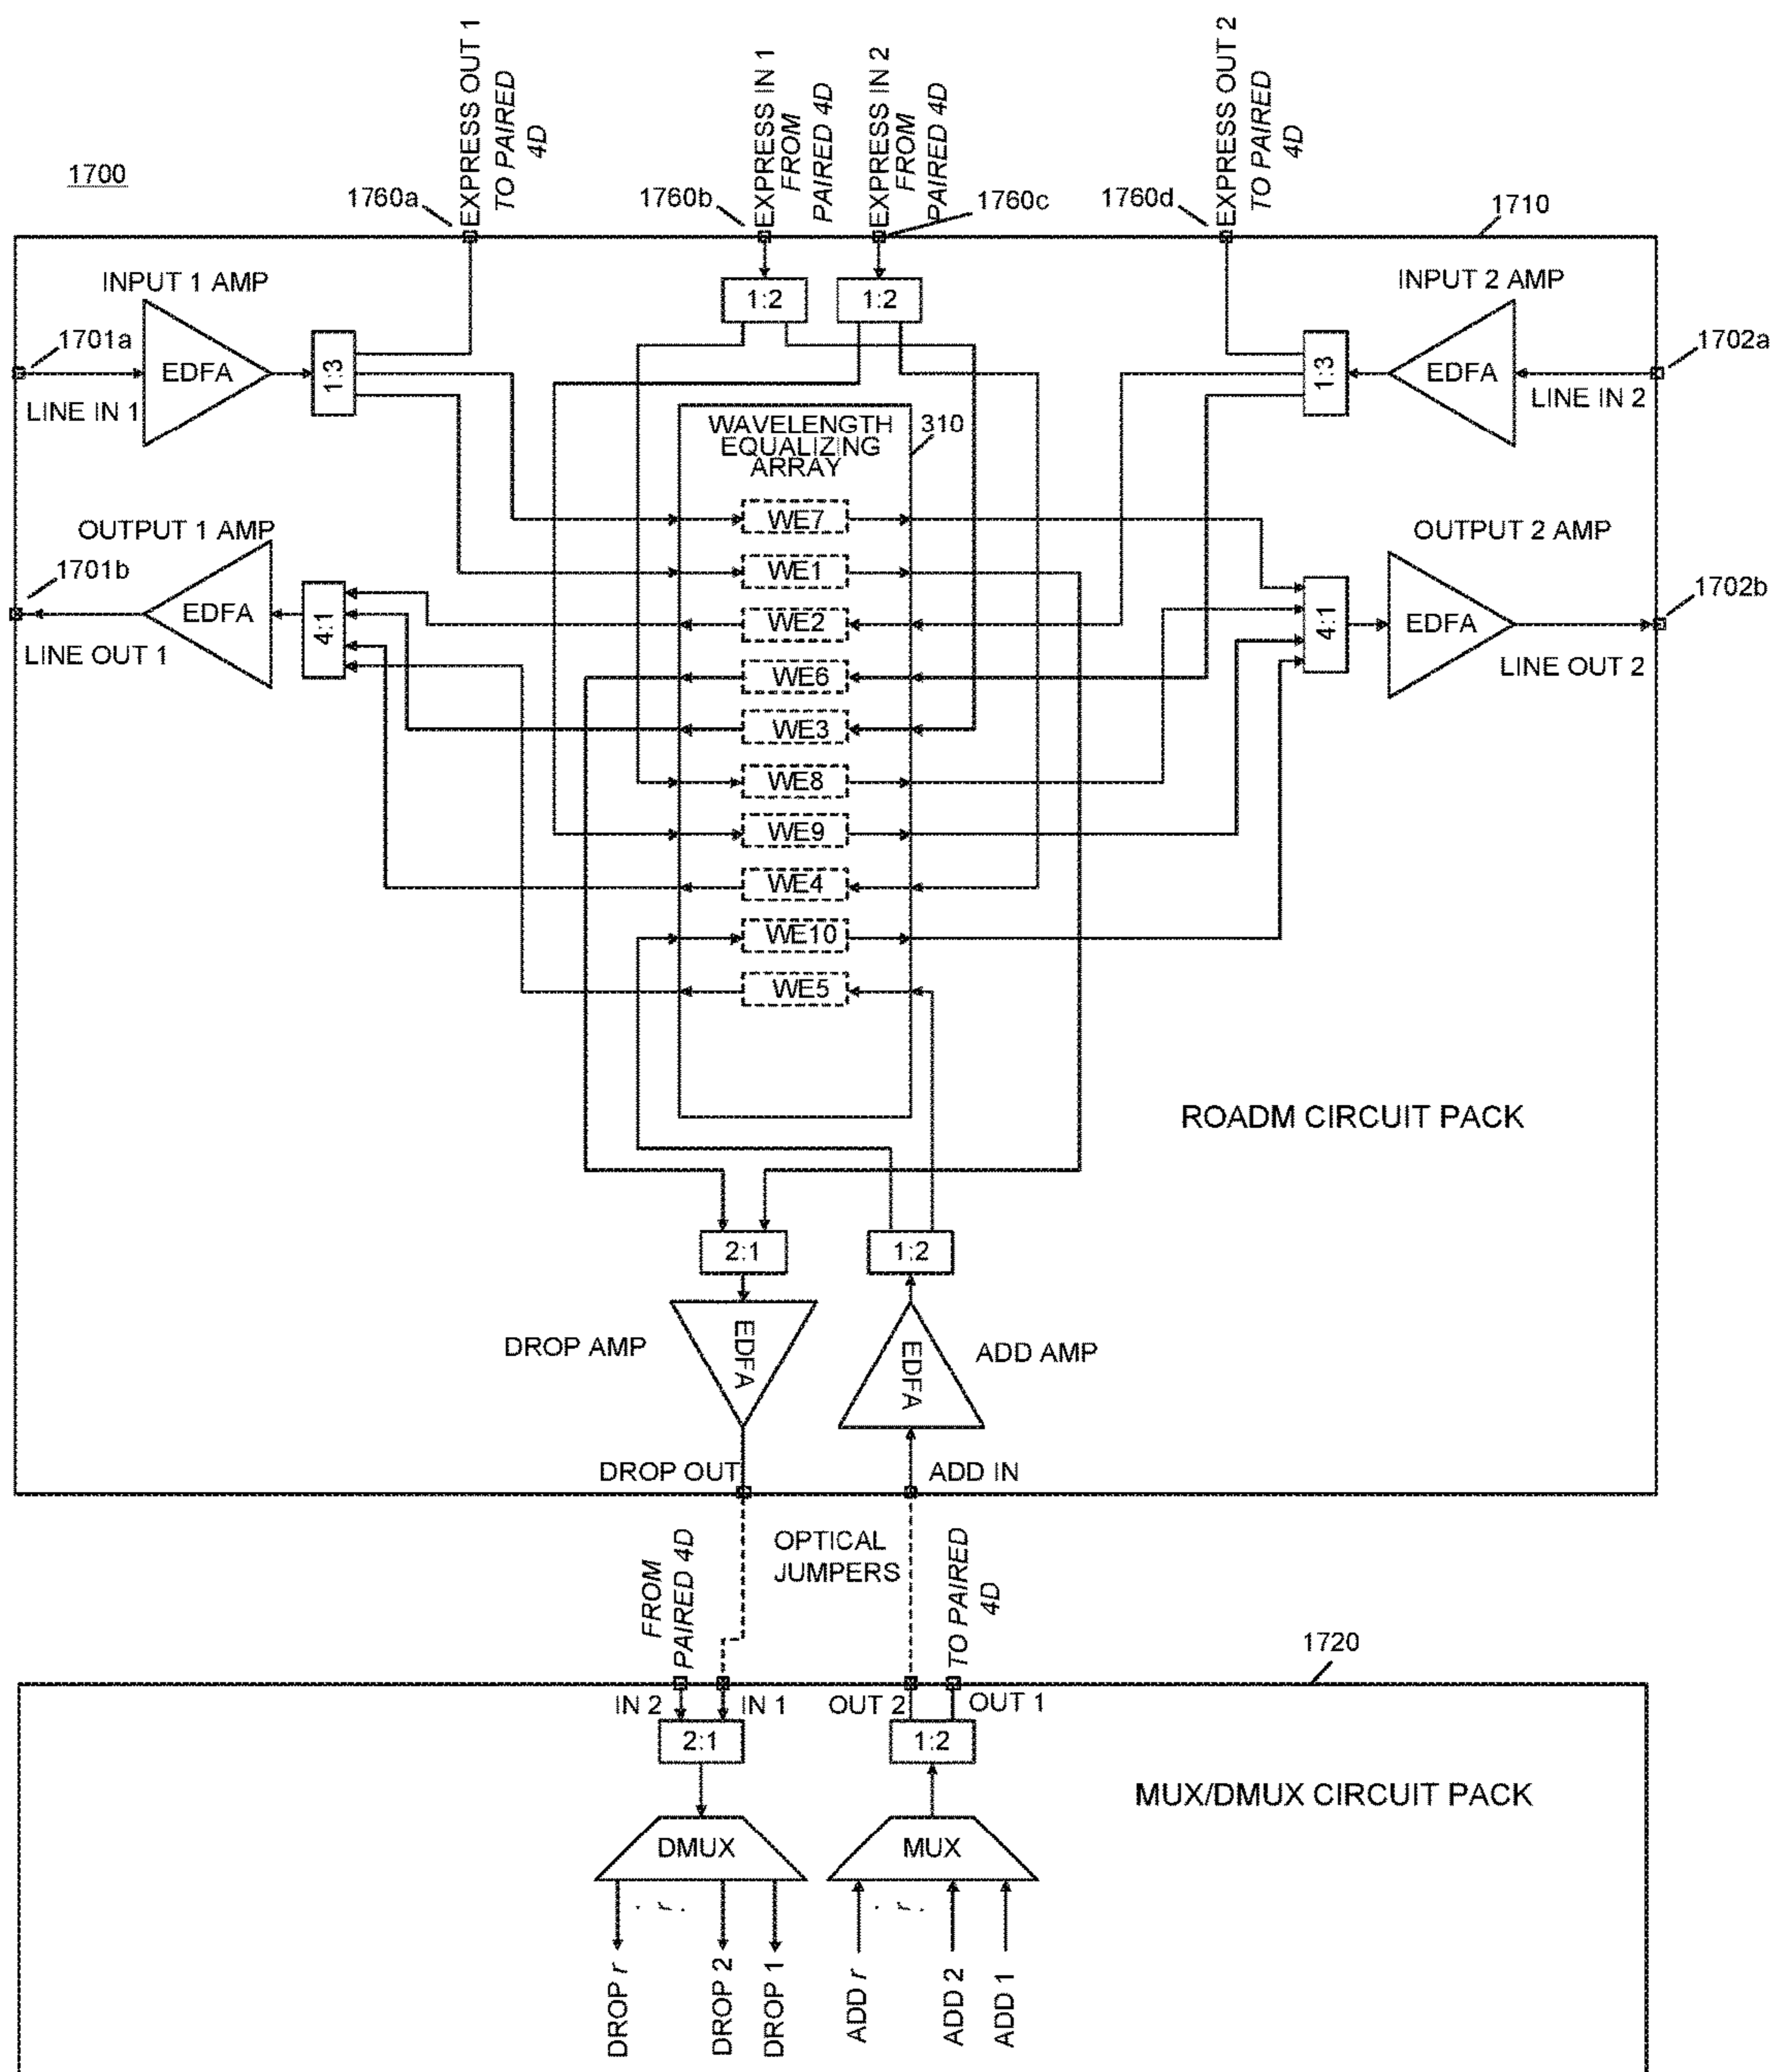 1700
EXPRESS OUT 1
TO PAIRED
4D
EXPRESS IN 1
FROM
PAIRED 4D
EXPRESS IN 2
FROM
PAIRED 4D
EXPRESS OUT 2
TO PAIRED
4D
1760a
1760b
1760c
1760d
1710
INPUT 1 AMP
1:2
1:2
INPUT 2 AMP
1701a
EDFA
1:3
1:3
EDFA
1702a
LINE IN 1
LINE IN 2
WAVELENGTH
EQUALIZING
ARRAY
310
OUTPUT 1 AMP
WE7
OUTPUT 2 AMP
1701b
WE1
EDFA
4:1
WE2
4:1
EDFA
1702b
LINE OUT 1
WE6
LINE OUT 2
WE3
WE8
WE9
WE4
WE10
WE5
ROADM CIRCUIT PACK
2:1
1:2
DROP AMP
EDFA
EDFA
ADD AMP
DROP OUT
ADD IN
FROM
PAIRED 4D
OPTICAL
JUMPERS
TO PAIRED
4D
1720
IN 2
IN 1
OUT 2
OUT 1
2:1
1:2
MUX/DMUX CIRCUIT PACK
DMUX
MUX
. r .
. r .
DROP r
DROP 2
DROP 1
ADD r
ADD 2
ADD 1